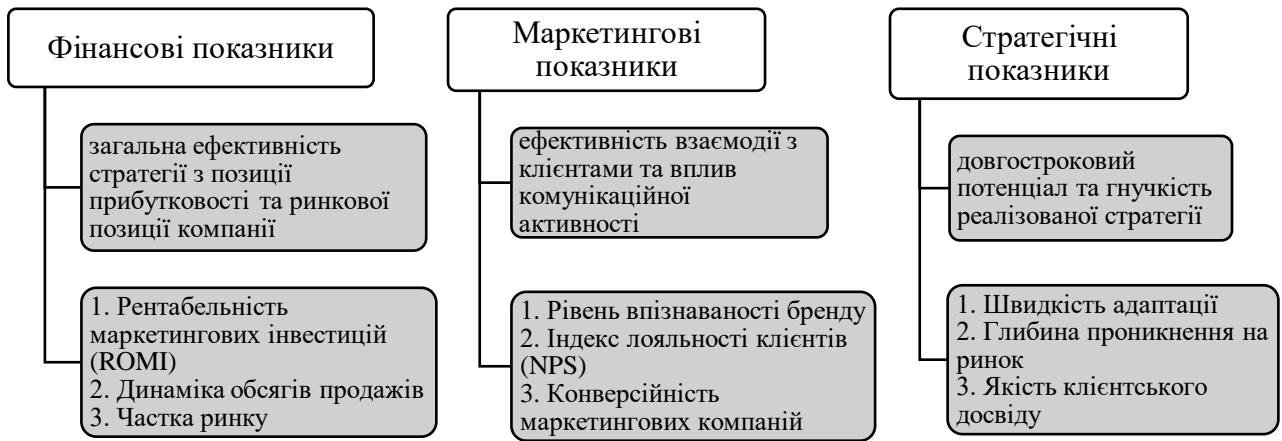 Фінансові показники
загальна ефективність
стратегії з позиції
прибутковості та ринкової
позиції компанії
1. Рентабельність
маркетингових інвестицій
(ROMI)
2. Динаміка обсягів продажів
3. Частка ринку
Маркетингові
показники
ефективність взаємодії з
клієнтами та вплив
комунікаційної
активності
1. Рівень впізнаваності бренду
2. Індекс лояльності клієнтів
(NPS)
3. Конверсійність
маркетингових компаній
Стратегічні
показники
довгостроковий
потенціал та гнучкість
реалізованої стратегії
1. Швидкість адаптації
2. Глибина проникнення на
ринок
3. Якість клієнтського
досвіду